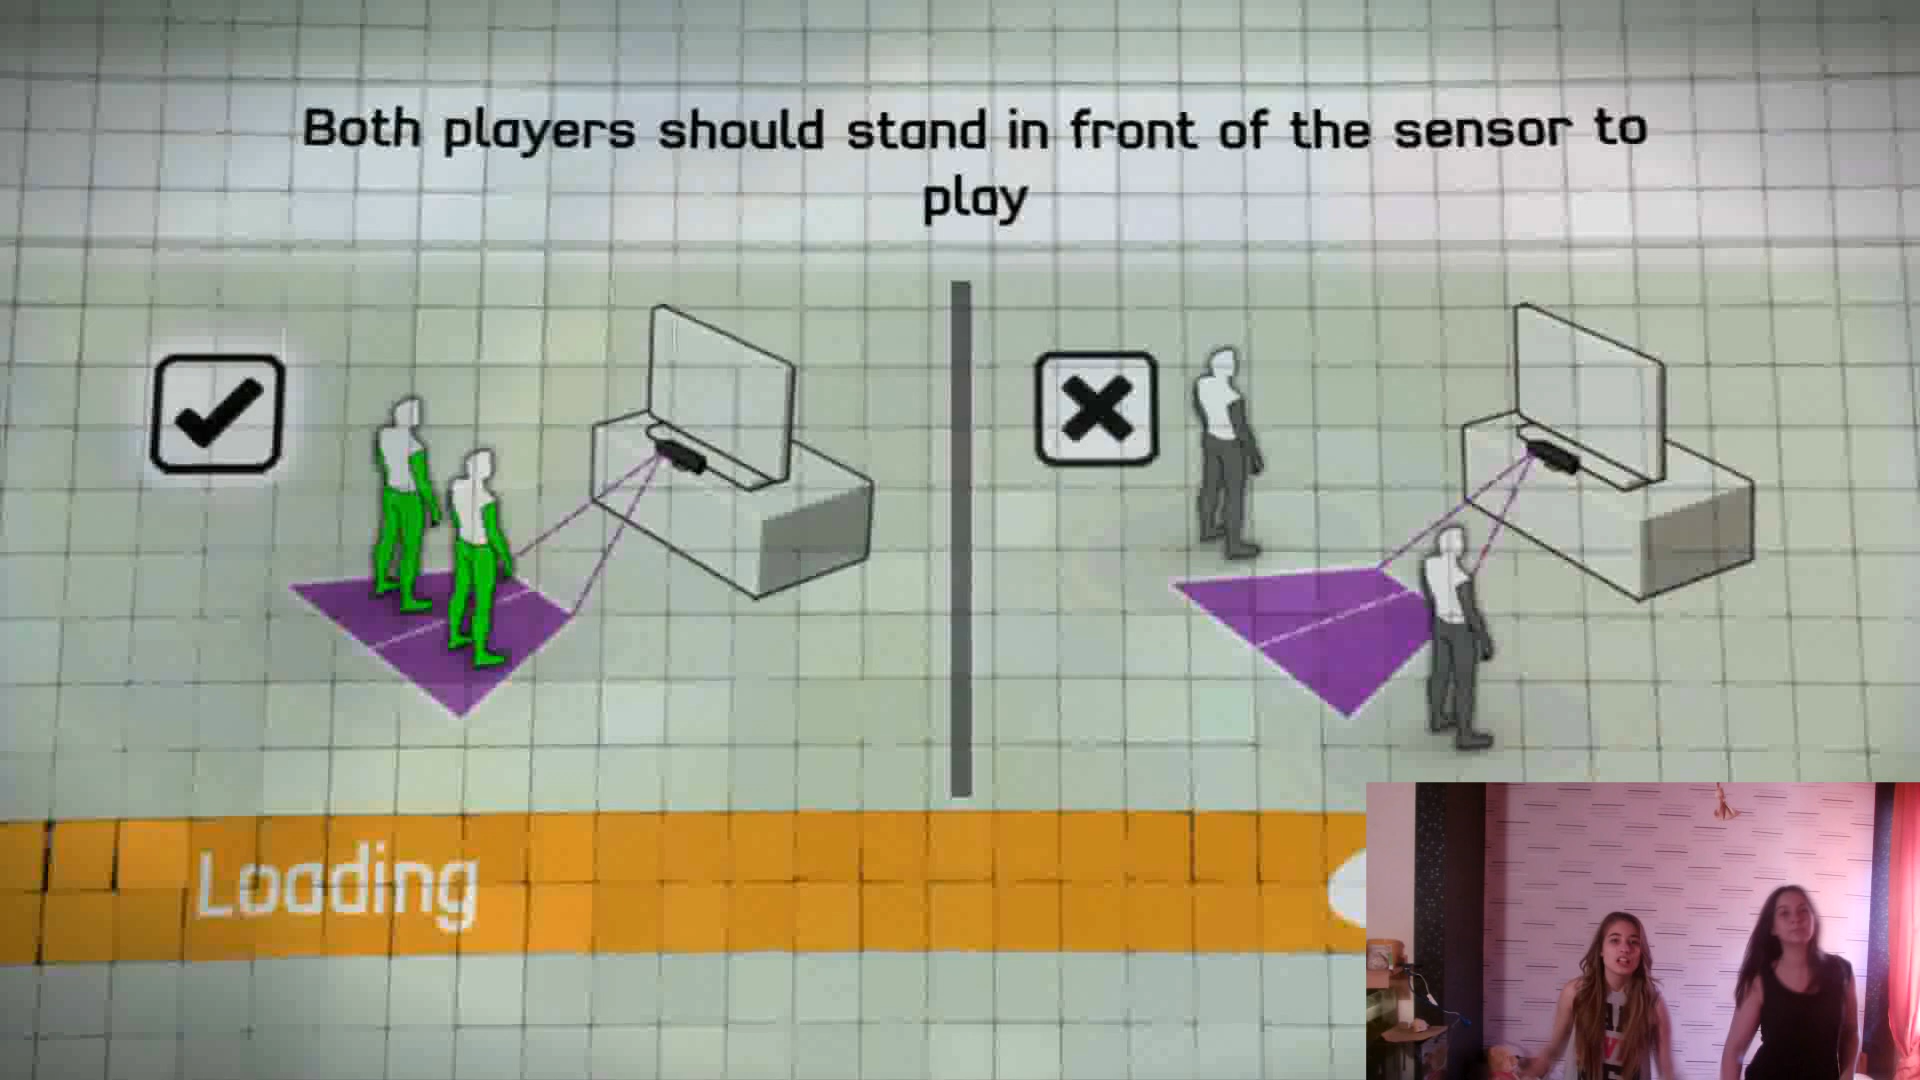 Both players should stand in front of the sensor to
play
Loading